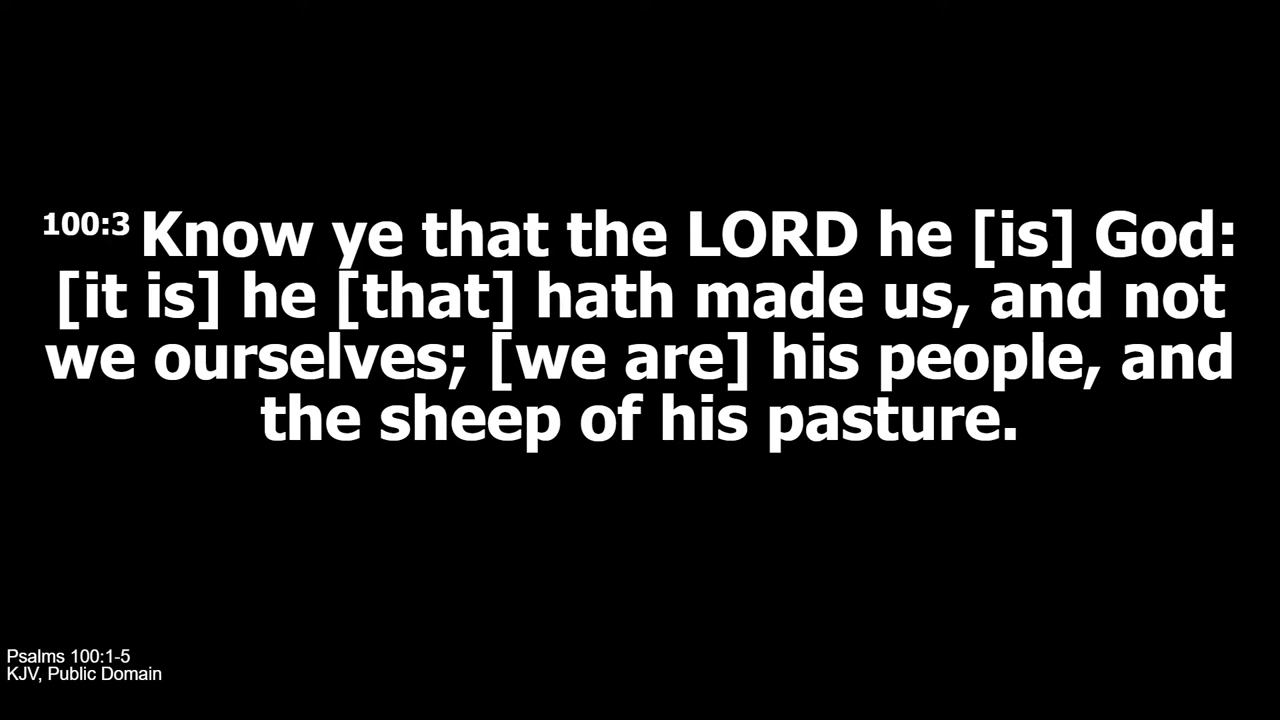 100:3 Know ye that the LORD he [is] God:
[it is] he [that] hath made us, and not
we ourselves; [we are] his people, and
the sheep of his pasture.
Psalms 100:1-5
KJV, Public Domain